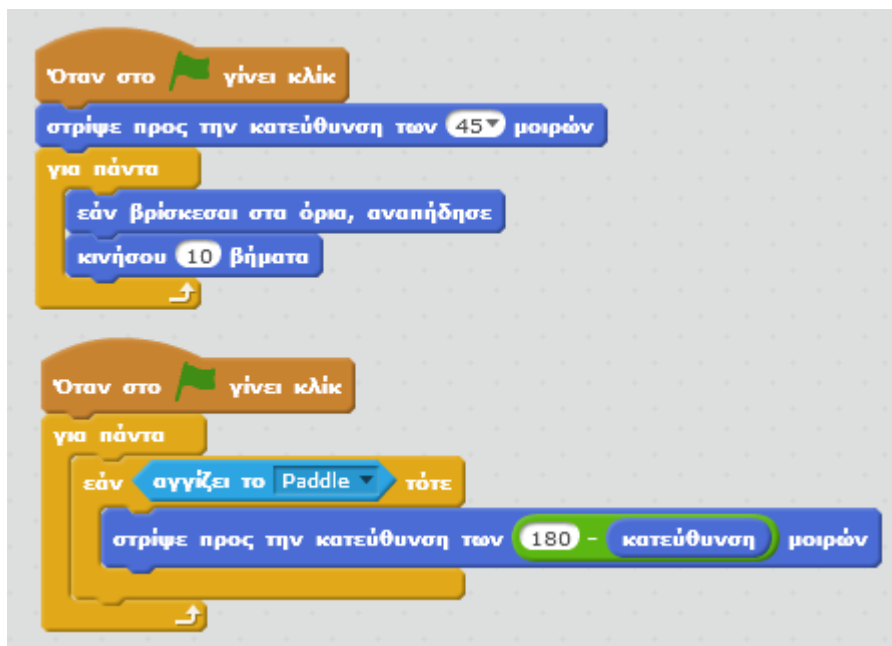 Όταν στο γίνει κλίκ
στρίψε προς την κατεύθυνση των 45 μοιρών
για πάντα
εάν βρίσκεσαι στα όρια, αναπήδησε
κινήσου 10 βήματα
Όταν στο γίνει κλίκ
για πάντα
εάν αγγίζει το Paddle τότε
στρίψε προς την κατεύθυνση των 180 - κατεύθυνση μοιρών